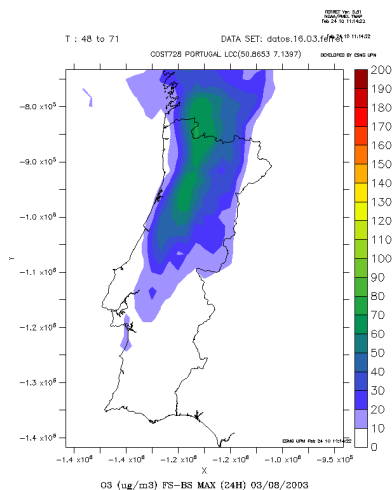 FERRET Ver. 5.81
NOAA/PMEL TMAP
Feb 24 10 11:14:22
T : 48 to 71
DATA SET: datos.16.03.ferret
COST728 PORTUGAL LCC(50.8653 7.1397)
DEVELOPED BY ESMG UPM
-8.0 x10⁵
-9.0 x10⁵
-1.0 x10⁶
-1.1 x10⁶
-1.2 x10⁶
-1.3 x10⁶
-1.4 x10⁶
Y
200
190
180
170
160
150
140
130
120
110
100
90
80
70
60
50
40
30
20
10
0
ESMG UPM Feb 24 10 11:14:22
-1.4 x10⁶
-1.4 x10⁶
-1.2 x10⁶
-1.2 x10⁶
-1.2 x10⁶
-9.5 x10⁵
X
O3 (ug/m3) FS-BS MAX (24H) 03/08/2003